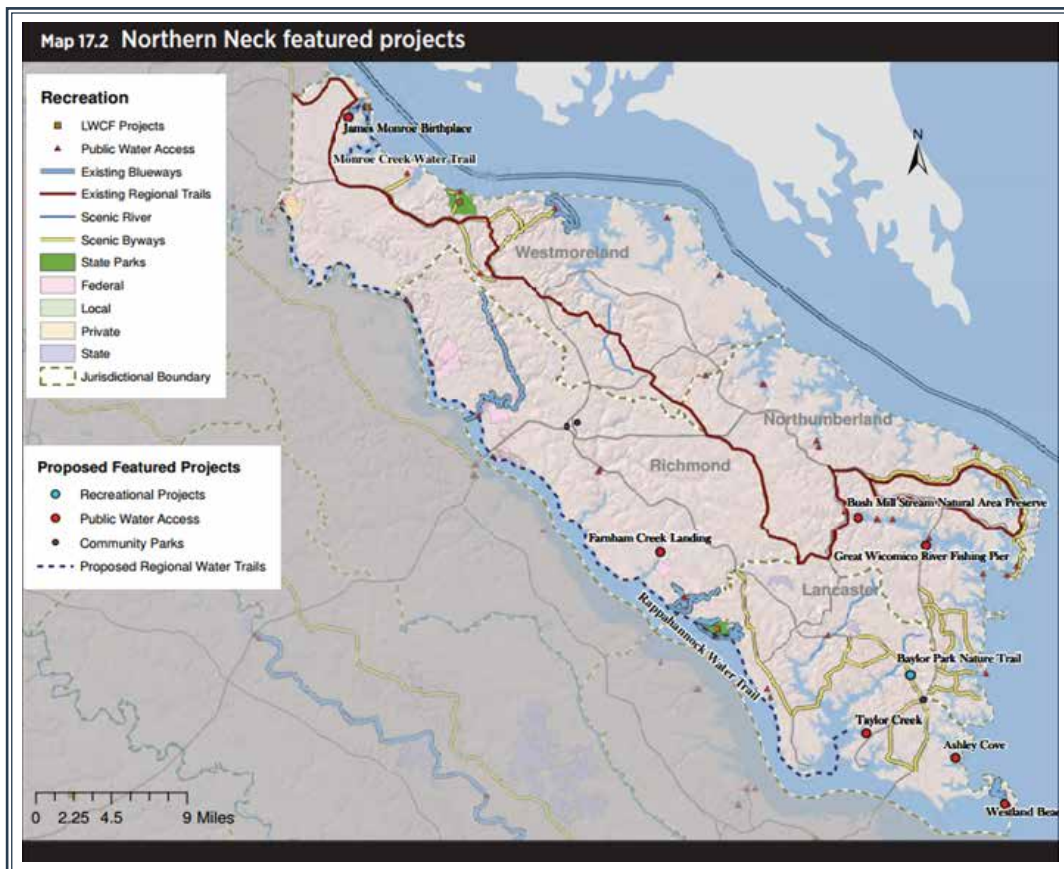 Map 17.2 Northern Neck featured projects
Recreation
LWCF Projects
Public Water Access
Existing Blueways
Existing Regional Trails
Scenic River
Scenic Byways
State Parks
Federal
Local
Private
State
Jurisdictional Boundary
Proposed Featured Projects
Recreational Projects
Public Water Access
Community Parks
Proposed Regional Water Trails
0 2.25 4.5 9 Miles
N
James Monroe Birthplace
Monroe Creek Water Trail
Westmoreland
Northumberland
Richmond
Bush Mill Stream Natural Area Preserve
Farnham Creek Landing
Great Wicomico River Fishing Pier
Lancaster
Rappahannock Water Trail
Baylor Park Nature Trail
Taylor Creek
Ashley Cove
Westland Beac